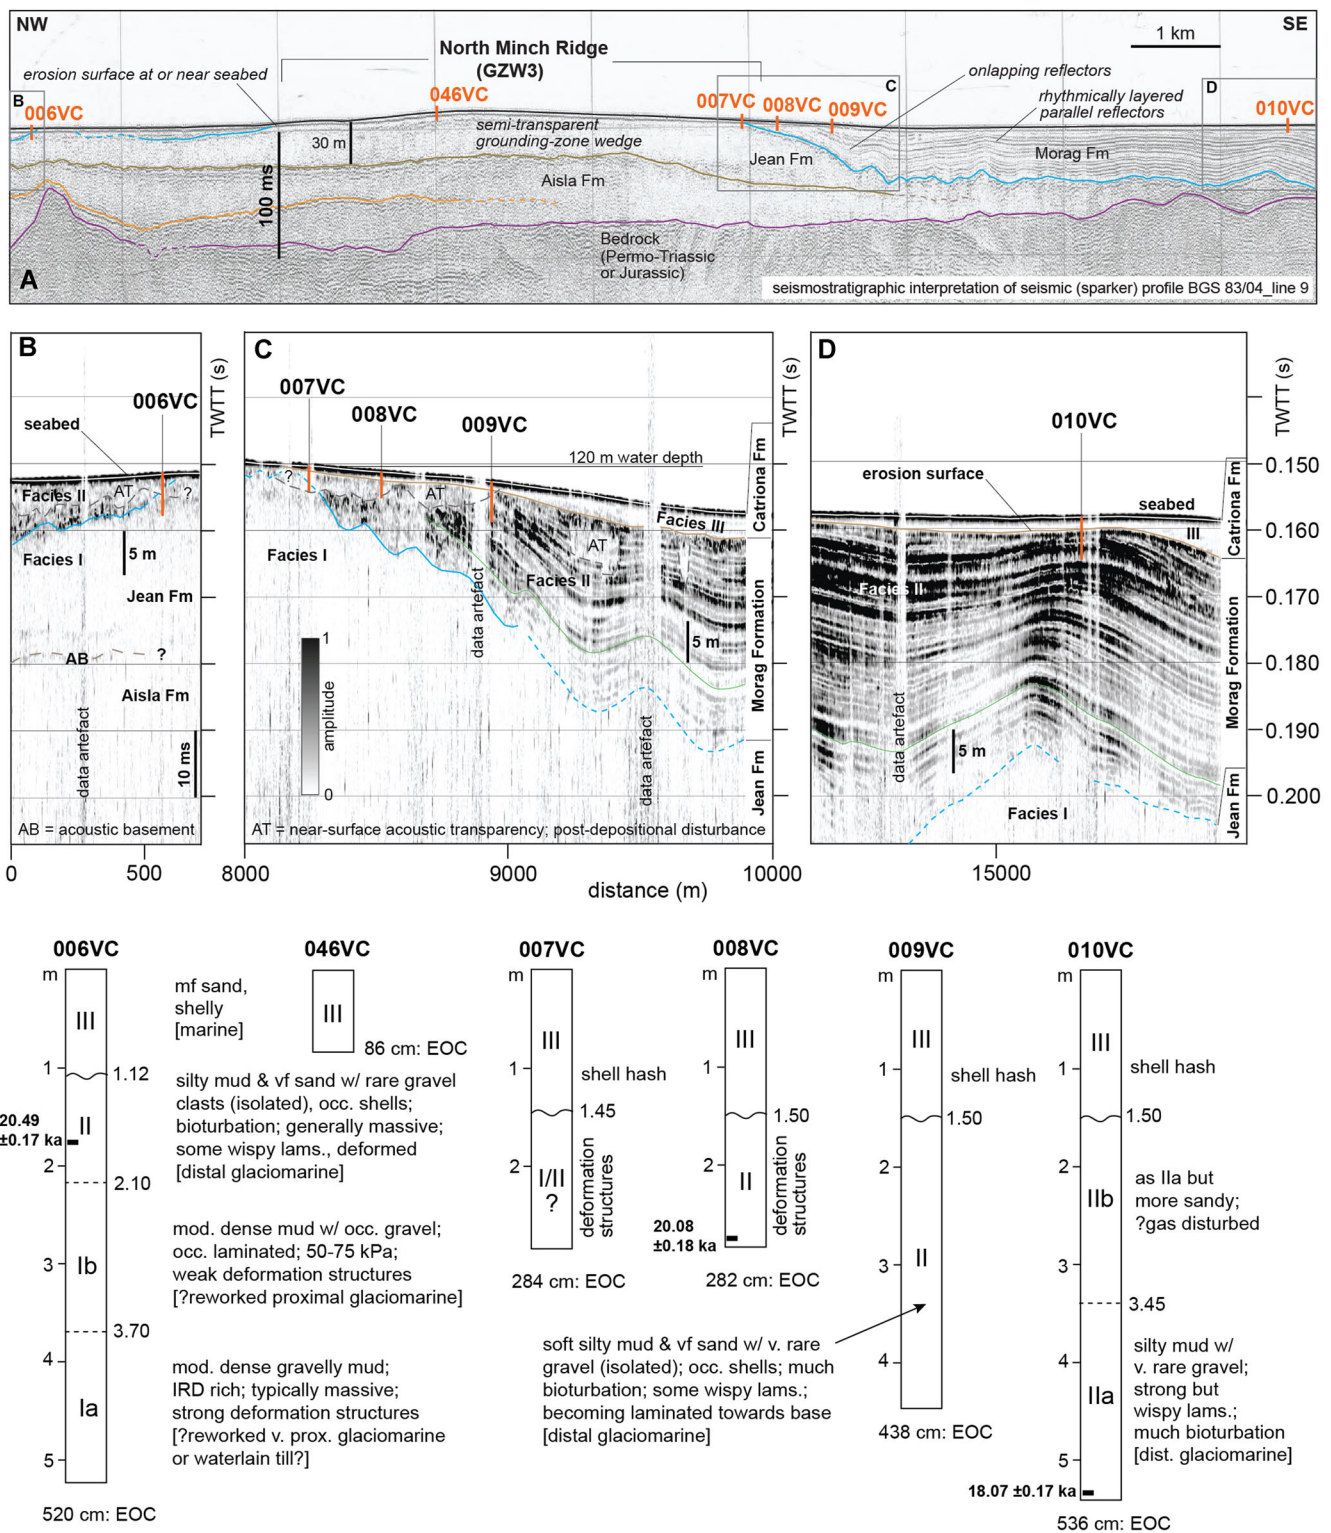 NW
SE
North Minch Ridge
(GZW3)
1 km
erosion surface at or near seabed
B
006VC
046VC
007VC
008VC
009VC
C
onlapping reflectors
rhythmically layered
parallel reflectors
D
010VC
30 m
semi-transparent
grounding-zone wedge
Jean Fm
Morag Fm
Aisla Fm
100 ms
Bedrock
(Permo-Triassic
or Jurassic)
A
seismostratigraphic interpretation of seismic (sparker) profile BGS 83/04_line 9
B
006VC
seabed
Facies II
AT
?
Facies I
5 m
Jean Fm
AB
?
Aisla Fm
data artefact
10 ms
AB = acoustic basement
0
500
TWTT (s)
C
007VC
008VC
009VC
120 m water depth
?
AT
Facies III
AT
Facies I
Facies II
data artefact
5 m
1
amplitude
0
data artefact
AT = near-surface acoustic transparency; post-depositional disturbance
Catriona Fm
Morag Formation
Jean Fm
TWTT (s)
8000
9000
10000
distance (m)
D
010VC
erosion surface
seabed
III
Facies II
data artefact
5 m
Facies I
Catriona Fm
Morag Formation
Jean Fm
TWTT (s)
0.150
0.160
0.170
0.180
0.190
0.200
15000
006VC
m
III
1
1.12
II
20.49
±0.17 ka
2
2.10
3
Ib
3.70
4
Ia
5
520 cm: EOC
mf sand,
shelly
[marine]
silty mud & vf sand w/ rare gravel
clasts (isolated), occ. shells;
bioturbation; generally massive;
some wispy lams., deformed
[distal glaciomarine]
mod. dense mud w/ occ. gravel;
occ. laminated; 50-75 kPa;
weak deformation structures
[?reworked proximal glaciomarine]
mod. dense gravelly mud;
IRD rich; typically massive;
strong deformation structures
[?reworked v. prox. glaciomarine
or waterlain till?]
046VC
III
86 cm: EOC
007VC
m
III
1
shell hash
1.45
2
I/II
?
deformation
structures
284 cm: EOC
008VC
m
III
1
1.50
2
II
deformation
structures
20.08
±0.18 ka
282 cm: EOC
009VC
m
III
1
shell hash
1.50
2
3
II
4
438 cm: EOC
soft silty mud & vf sand w/ v. rare
gravel (isolated); occ. shells; much
bioturbation; some wispy lams.;
becoming laminated towards base
[distal glaciomarine]
010VC
m
III
1
shell hash
1.50
2
IIb
as IIa but
more sandy;
?gas disturbed
3
3.45
4
IIa
silty mud w/
v. rare gravel;
strong but
wispy lams.;
much bioturbation
[dist. glaciomarine]
5
18.07 ±0.17 ka
536 cm: EOC